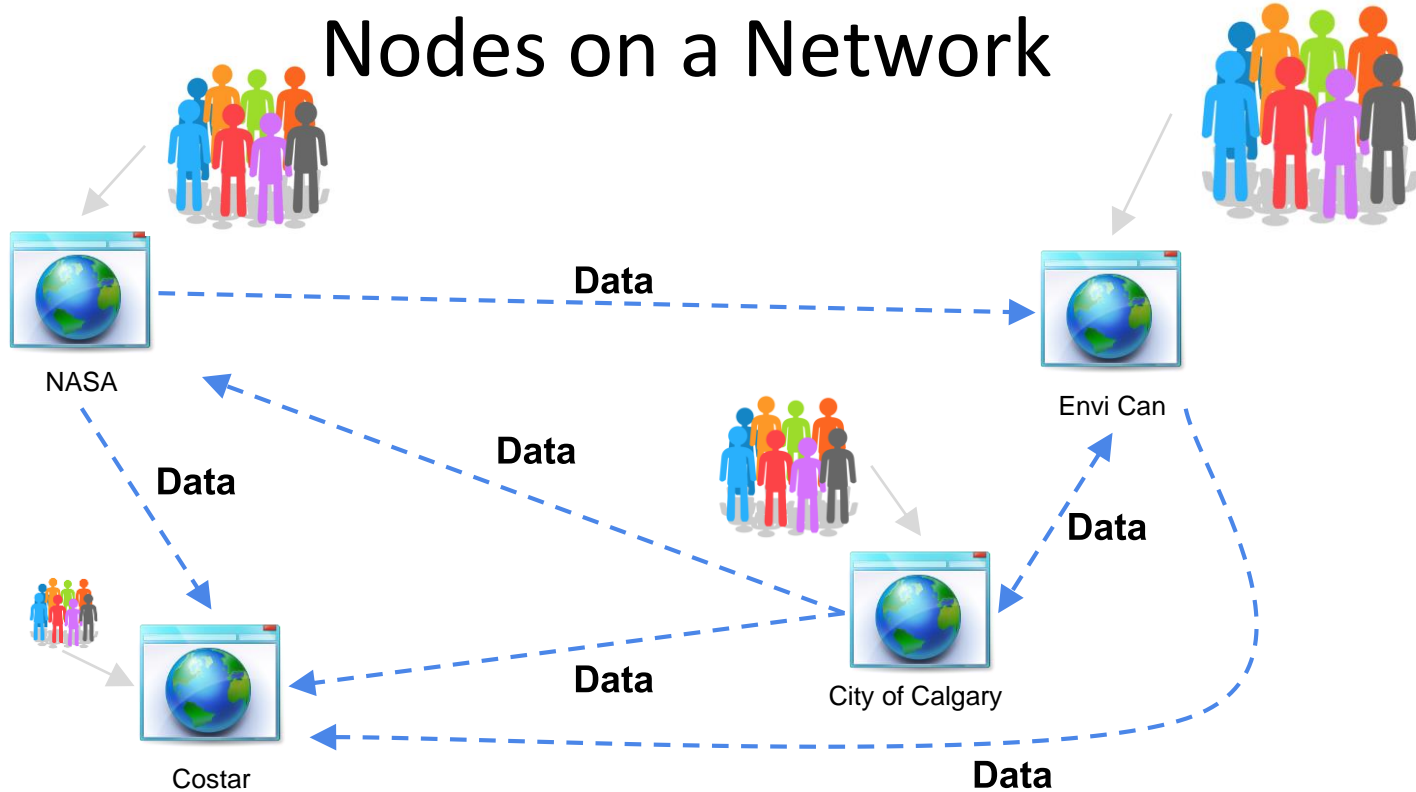 Nodes on a Network
Data
NASA
Envi Can
Data
Data
Data
Data
City of Calgary
Costar
Data